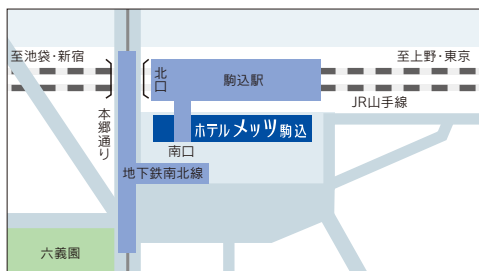 至池袋・新宿
至上野・東京
北口
駒込駅
JR山手線
本郷通り
ホテルメッツ駒込
南口
地下鉄南北線
六義園